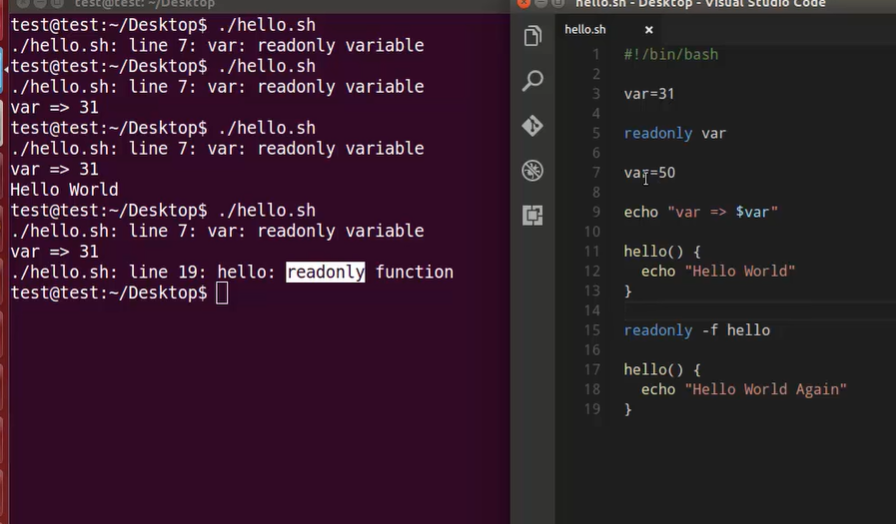 test@test: ~/Desktop
test@test:~/Desktop$ ./hello.sh
./hello.sh: line 7: var: readonly variable
test@test:~/Desktop$ ./hello.sh
./hello.sh: line 7: var: readonly variable
var => 31
test@test:~/Desktop$ ./hello.sh
./hello.sh: line 7: var: readonly variable
var => 31
Hello World
test@test:~/Desktop$ ./hello.sh
./hello.sh: line 7: var: readonly variable
var => 31
./hello.sh: line 19: hello: readonly function
test@test:~/Desktop$
hello.sh - Desktop - Visual Studio Code
hello.sh
1 #!/bin/bash
2
3 var=31
4
5 readonly var
6
7 var=50
8
9 echo "var => $var"
10
11 hello() {
12 echo "Hello World"
13 }
14
15 readonly -f hello
16
17 hello() {
18 echo "Hello World Again"
19 }